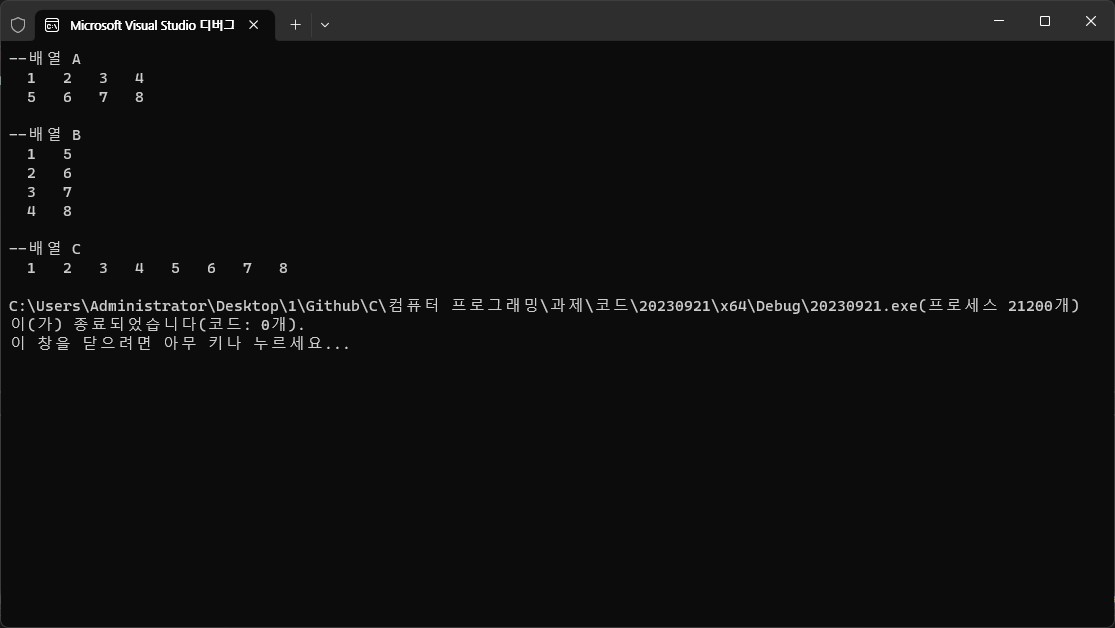 Microsoft Visual Studio 디버그
--배열 A
1 2 3 4
5 6 7 8
--배열 B
1 5
2 6
3 7
4 8
--배열 C
1 2 3 4 5 6 7 8
C:\Users\Administrator\Desktop\1\Github\C\컴퓨터 프로그래밍\과제\코드\20230921\x64\Debug\20230921.exe(프로세스 21200개)
이(가) 종료되었습니다(코드: 0개).
이 창을 닫으려면 아무 키나 누르세요...